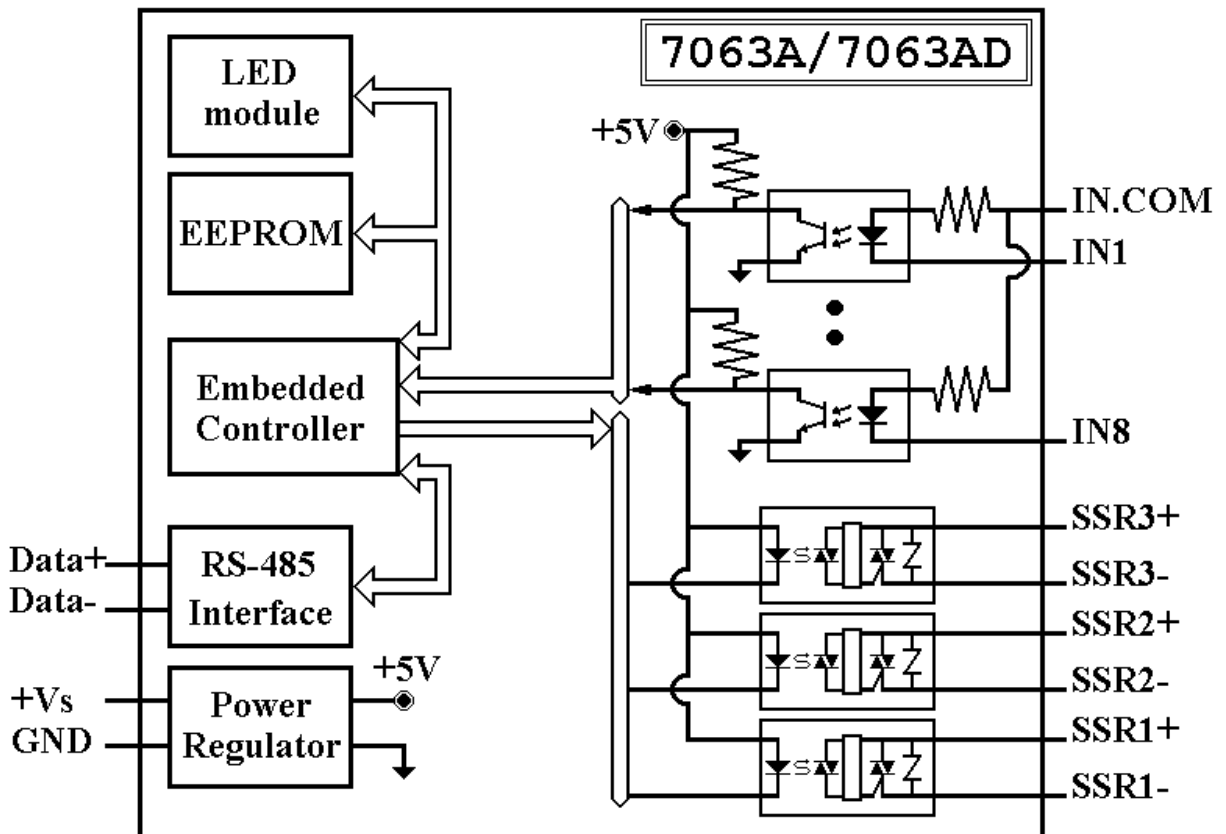 7063A/7063AD
LED
module
EEPROM
Embedded
Controller
RS-485
Interface
Power
Regulator
Data+
Data-
+Vs
GND
+5V
+5V
IN.COM
IN1
IN8
SSR3+
SSR3-
SSR2+
SSR2-
SSR1+
SSR1-